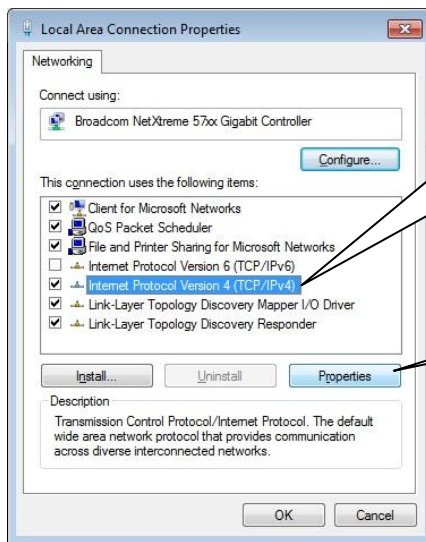 Local Area Connection Properties
Networking
Connect using:
Broadcom NetXtreme 57xx Gigabit Controller
Configure...
This connection uses the following items:
Client for Microsoft Networks
QoS Packet Scheduler
File and Printer Sharing for Microsoft Networks
Internet Protocol Version 6 (TCP/IPv6)
Internet Protocol Version 4 (TCP/IPv4)
Link-Layer Topology Discovery Mapper I/O Driver
Link-Layer Topology Discovery Responder
Install... Uninstall Properties
Description
Transmission Control Protocol/Internet Protocol. The default
wide area network protocol that provides communication
across diverse interconnected networks.
OK Cancel